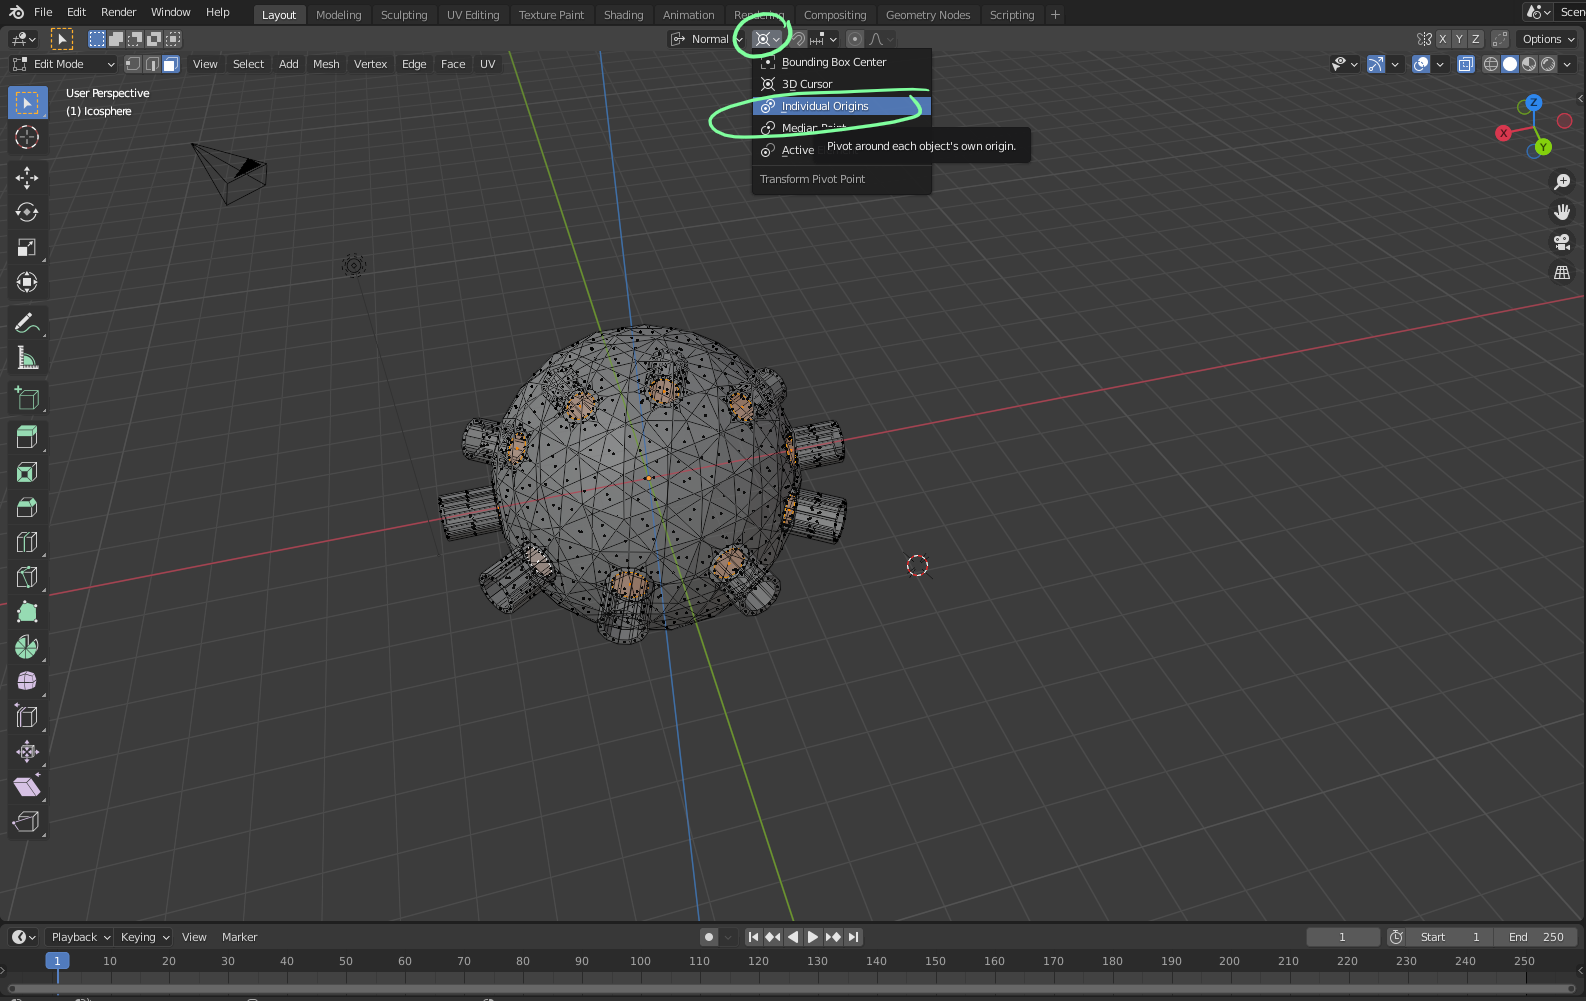 File Edit Render Window Help Layout Modeling Sculpting UV Editing Texture Paint Shading Animation Rendering Compositing Geometry Nodes Scripting + Scen
Normal X Y Z Options
Edit Mode View Select Add Mesh Vertex Edge Face UV
Bounding Box Center
3D Cursor
Individual Origins
Median Point
Active
Pivot around each object's own origin.
Transform Pivot Point
User Perspective
(1) Icosphere
Z
X
Y
Playback Keying View Marker 1 Start 1 End 250
1 10 20 30 40 50 60 70 80 90 100 110 120 130 140 150 160 170 180 190 200 210 220 230 240 250